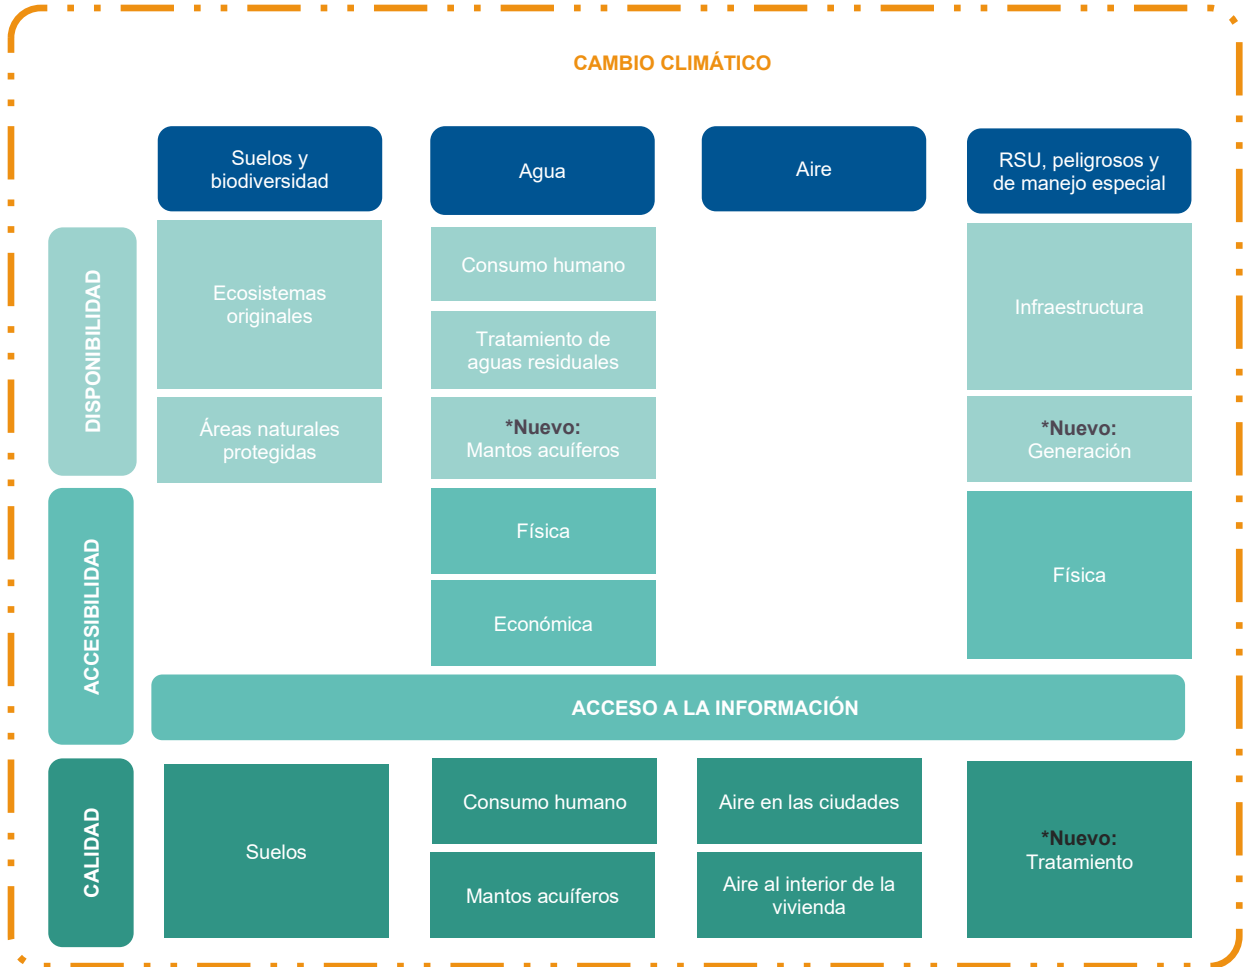 CAMBIO CLIMÁTICO
Suelos y
biodiversidad
Agua
Aire
RSU, peligrosos y
de manejo especial
DISPONIBILIDAD
Ecosistemas
originales
Áreas naturales
protegidas
Consumo humano
Tratamiento de
aguas residuales
*Nuevo:
Mantos acuíferos
Infraestructura
*Nuevo:
Generación
ACCESIBILIDAD
Física
Económica
Física
ACCESO A LA INFORMACIÓN
CALIDAD
Suelos
Consumo humano
Mantos acuíferos
Aire en las ciudades
Aire al interior de la
vivienda
*Nuevo:
Tratamiento